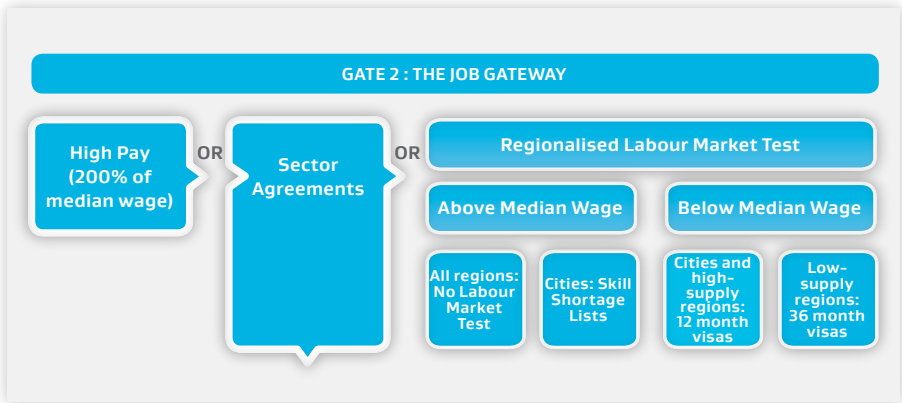 GATE 2 : THE JOB GATEWAY
High Pay
(200% of
median wage)
OR
Sector
Agreements
OR
Regionalised Labour Market Test
Above Median Wage
Below Median Wage
All regions:
No Labour
Market
Test
Cities: Skill
Shortage
Lists
Cities and
high-
supply
regions:
12 month
visas
Low-
supply
regions:
36 month
visas